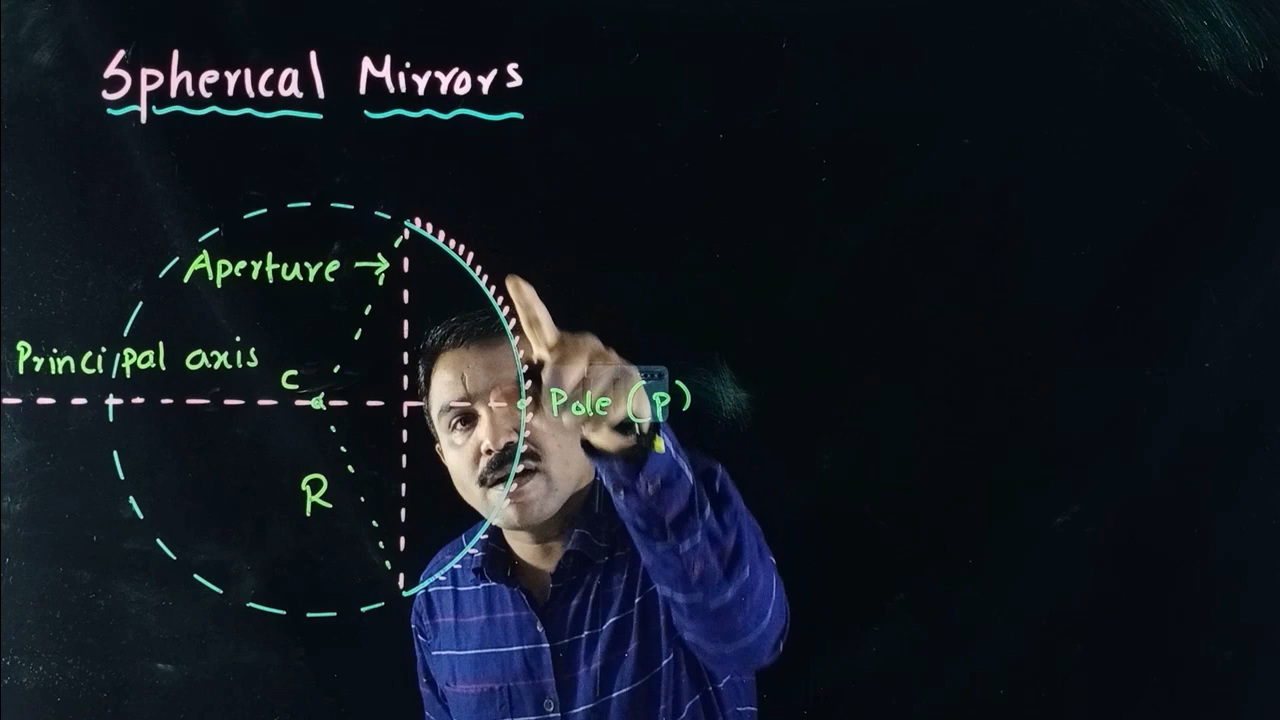 Spherical Mirrors
Aperture →
Principal axis
C
Pole (P)
R